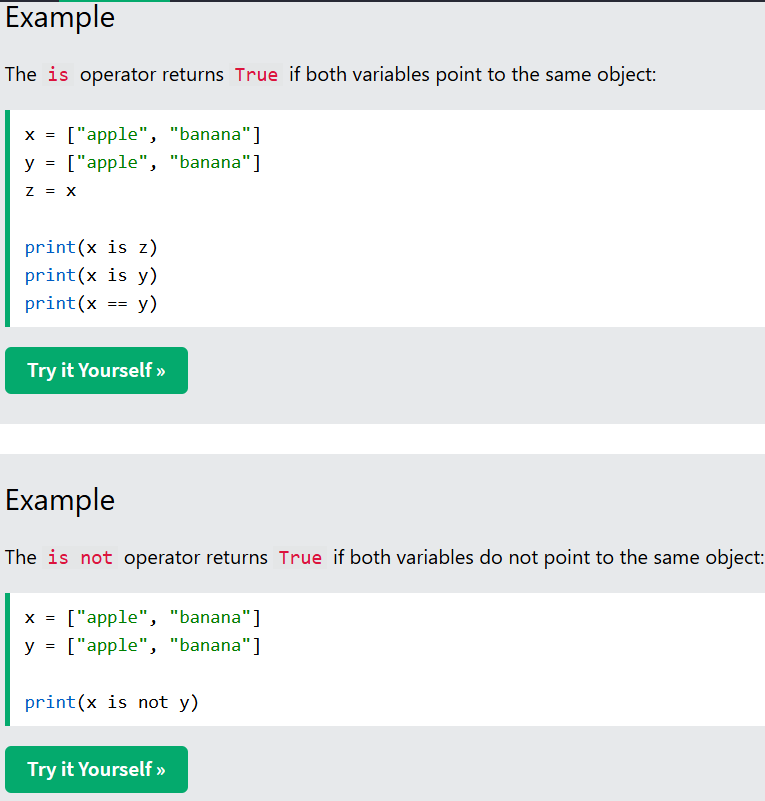 Example
The is operator returns True if both variables point to the same object:
x = ["apple", "banana"]
y = ["apple", "banana"]
z = x
print(x is z)
print(x is y)
print(x == y)
Try it Yourself »
Example
The is not operator returns True if both variables do not point to the same object:
x = ["apple", "banana"]
y = ["apple", "banana"]
print(x is not y)
Try it Yourself »